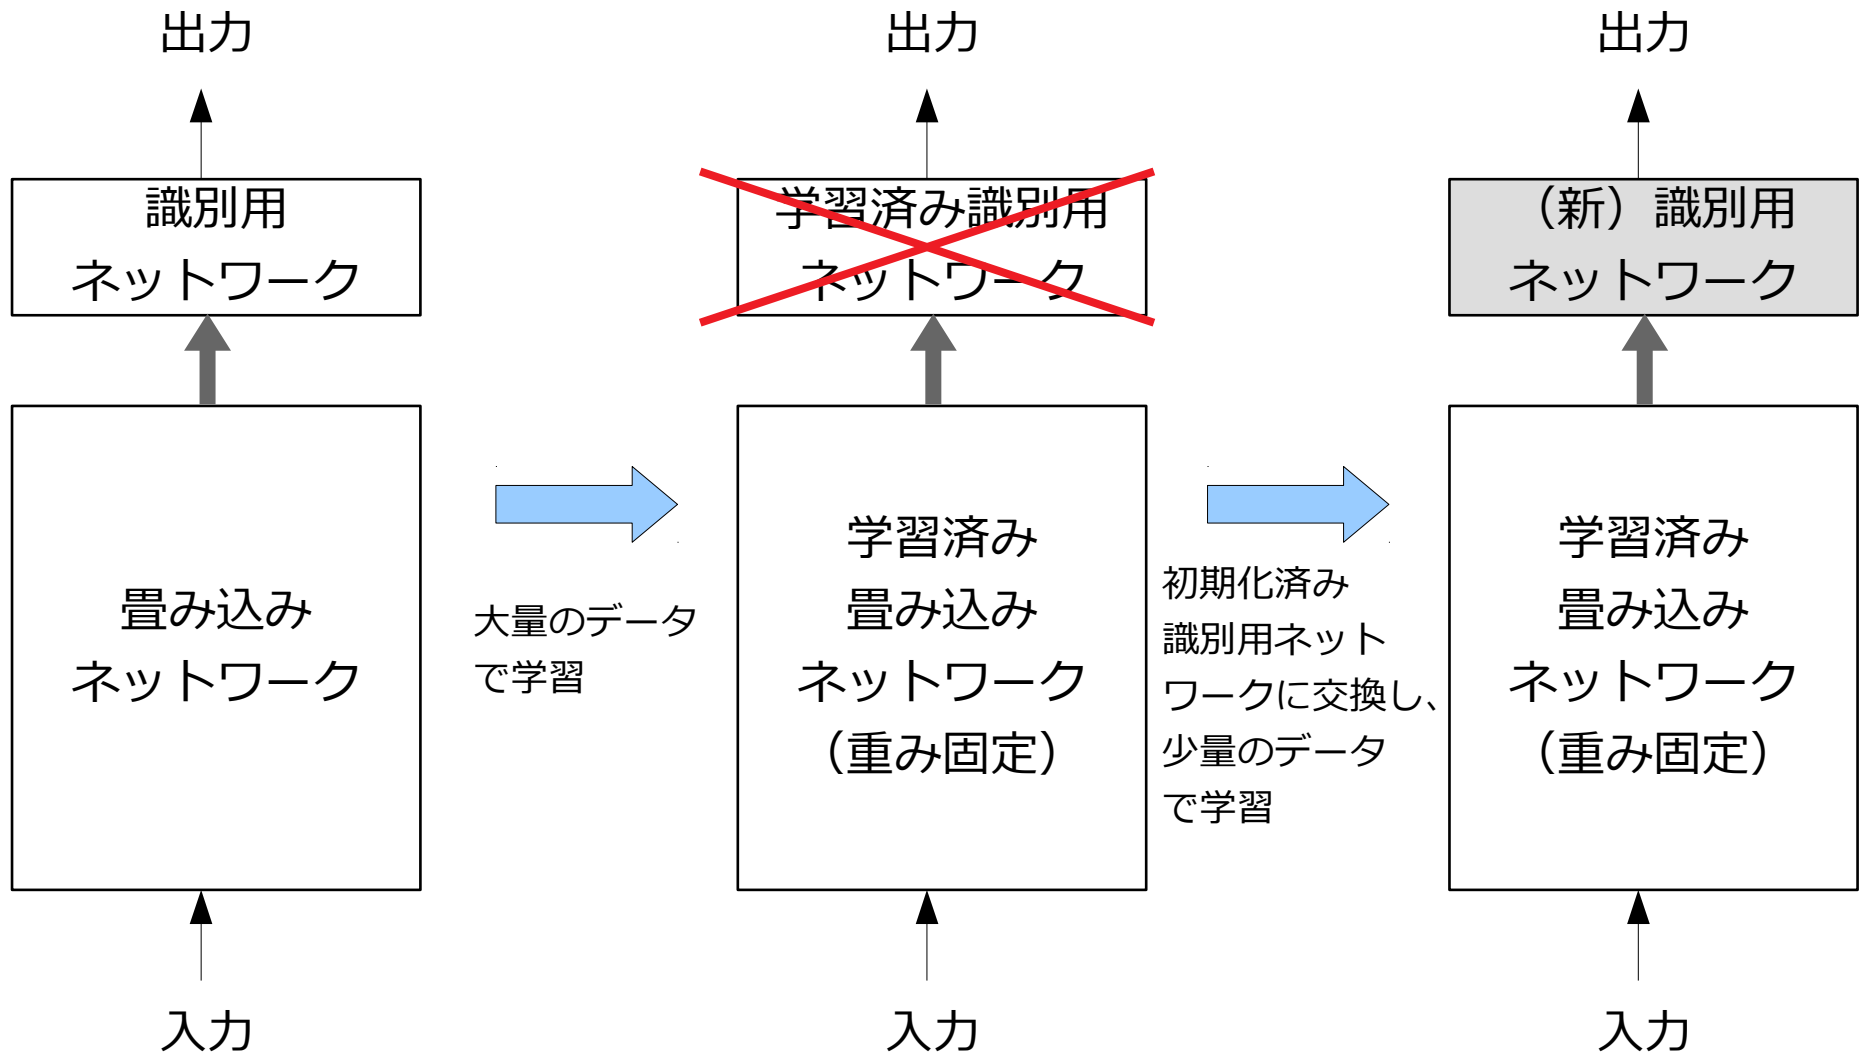 出力
識別用
ネットワーク
畳み込み
ネットワーク
入力
大量のデータ
で学習
出力
学習済み識別用
ネットワーク
学習済み
畳み込み
ネットワーク
（重み固定）
入力
初期化済み
識別用ネット
ワークに交換し、
少量のデータ
で学習
出力
（新）識別用
ネットワーク
学習済み
畳み込み
ネットワーク
（重み固定）
入力